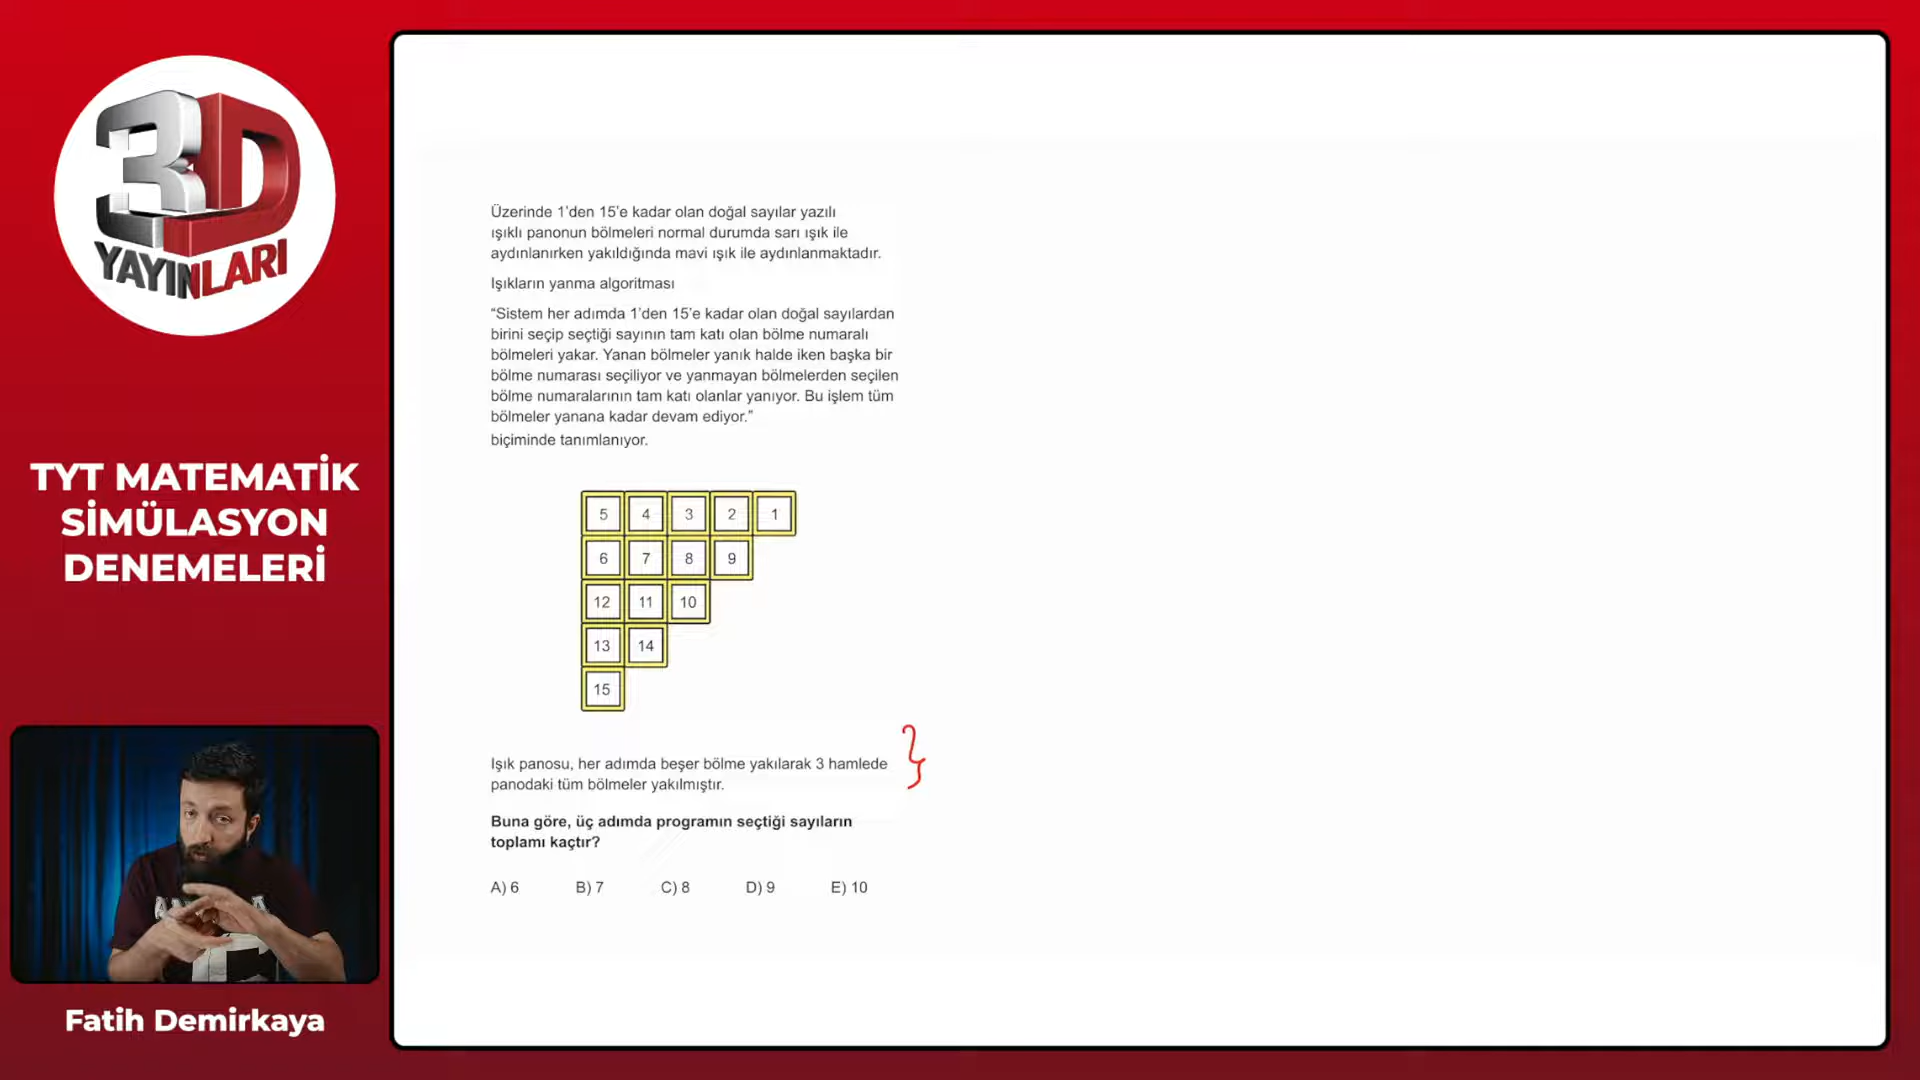 3D
YAYINLARI
TYT MATEMATİK
SİMÜLASYON
DENEMELERİ
Fatih Demirkaya
Üzerinde 1’den 15’e kadar olan doğal sayılar yazılı
ışıklı panonun bölmeleri normal durumda sarı ışık ile
aydınlanırken yakıldığında mavi ışık ile aydınlanmaktadır.
Işıkların yanma algoritması
“Sistem her adımda 1’den 15’e kadar olan doğal sayılardan
birini seçip seçtiği sayının tam katı olan bölme numaralı
bölmeleri yakar. Yanan bölmeler yanık halde iken başka bir
bölme numarası seçiliyor ve yanmayan bölmelerden seçilen
bölme numaralarının tam katı olanlar yanıyor. Bu işlem tüm
bölmeler yanana kadar devam ediyor.”
biçiminde tanımlanıyor.
5 4 3 2 1
6 7 8 9
12 11 10
13 14
15
Işık panosu, her adımda beşer bölme yakılarak 3 hamlede
panodaki tüm bölmeler yakılmıştır.
Buna göre, üç adımda programın seçtiği sayıların
toplamı kaçtır?
A) 6 B) 7 C) 8 D) 9 E) 10